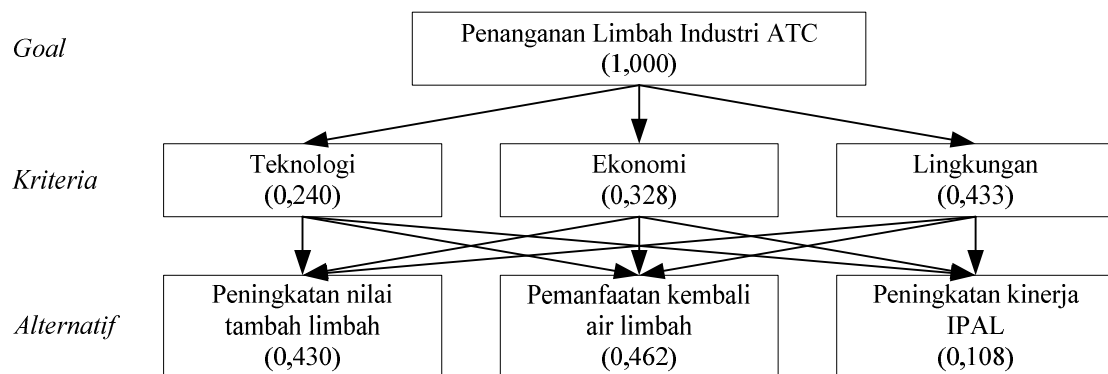 Goal
Penanganan Limbah Industri ATC
(1,000)
Kriteria
Teknologi
(0,240)
Ekonomi
(0,328)
Lingkungan
(0,433)
Alternatif
Peningkatan nilai
tambah limbah
(0,430)
Pemanfaatan kembali
air limbah
(0,462)
Peningkatan kinerja
IPAL
(0,108)